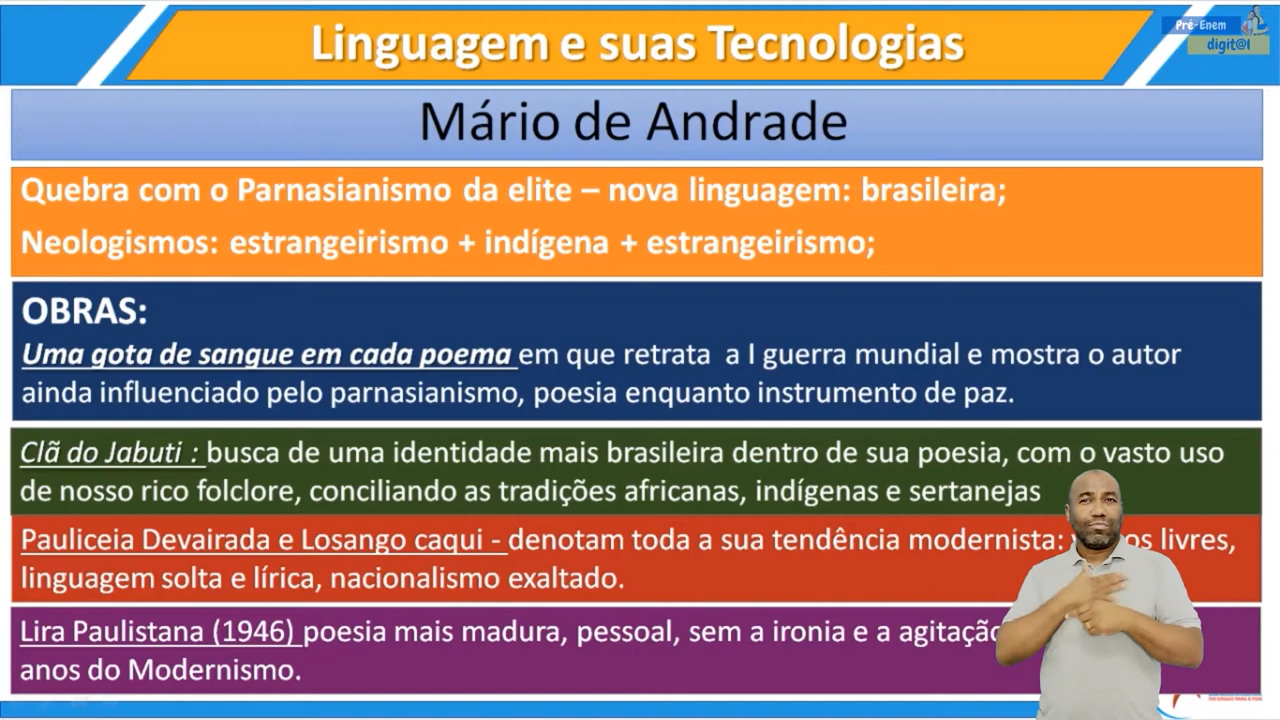 Linguagem e suas Tecnologias
Pré-Enem
digit@l
Mário de Andrade
Quebra com o Parnasianismo da elite – nova linguagem: brasileira;
Neologismos: estrangeirismo + indígena + estrangeirismo;
OBRAS:
Uma gota de sangue em cada poema em que retrata a I guerra mundial e mostra o autor
ainda influenciado pelo parnasianismo, poesia enquanto instrumento de paz.
Clã do Jabuti : busca de uma identidade mais brasileira dentro de sua poesia, com o vasto uso
de nosso rico folclore, conciliando as tradições africanas, indígenas e sertanejas
Pauliceia Devairada e Losango caqui - denotam toda a sua tendência modernista: livres,
linguagem solta e lírica, nacionalismo exaltado.
Lira Paulistana (1946) poesia mais madura, pessoal, sem a ironia e a
anos do Modernismo.